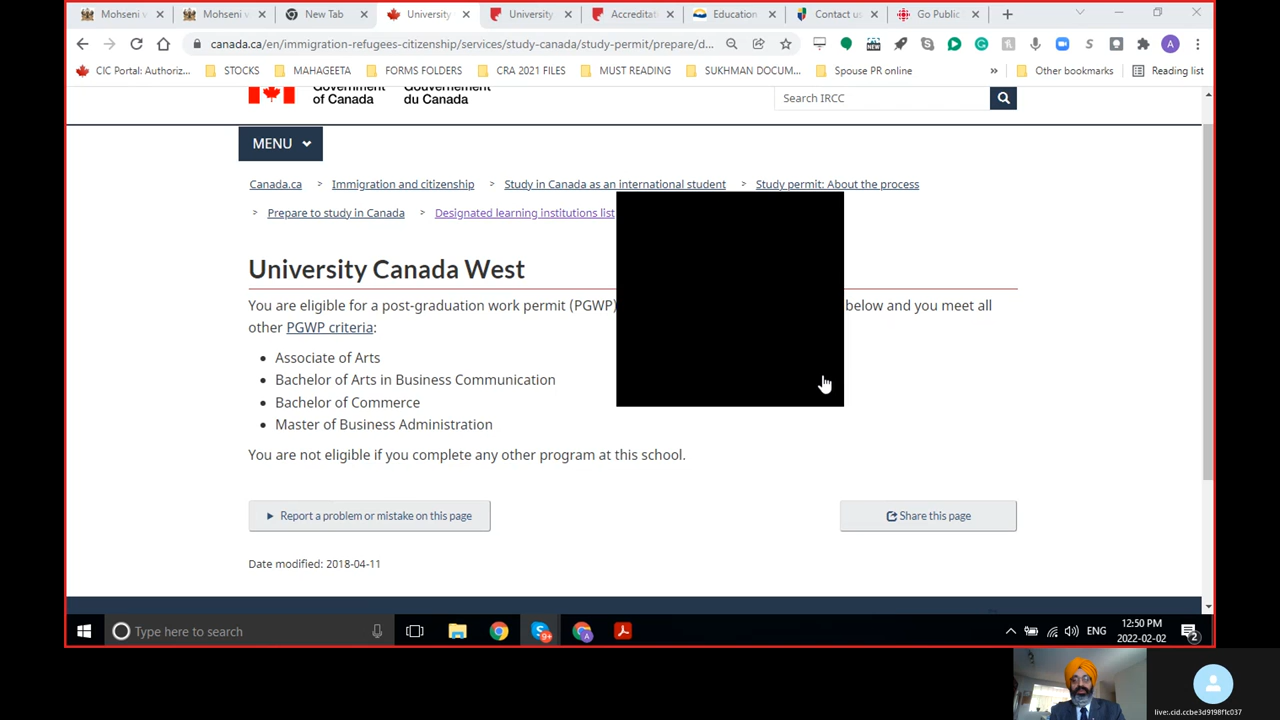 Mohseni v
Mohseni v
New Tab
University
University
Accreditat
Education
Contact us
Go Public
canada.ca/en/immigration-refugees-citizenship/services/study-canada/study-permit/prepare/d...
A
CIC Portal: Authoriz...
STOCKS
MAHAGEETA
FORMS FOLDERS
CRA 2021 FILES
MUST READING
SUKHMAN DOCUM...
Spouse PR online
»
Other bookmarks
Reading list
Government
of Canada
Gouvernement
du Canada
Search IRCC
MENU
Canada.ca > Immigration and citizenship > Study in Canada as an international student > Study permit: About the process
> Prepare to study in Canada > Designated learning institutions list
University Canada West
You are eligible for a post-graduation work permit (PGWP) below and you meet all
other PGWP criteria:
• Associate of Arts
• Bachelor of Arts in Business Communication
• Bachelor of Commerce
• Master of Business Administration
You are not eligible if you complete any other program at this school.
Report a problem or mistake on this page
Share this page
Date modified: 2018-04-11
Type here to search
9+
A
ENG
12:50 PM
2022-02-02
2
live:.cid.ccbe3d9198f1c037